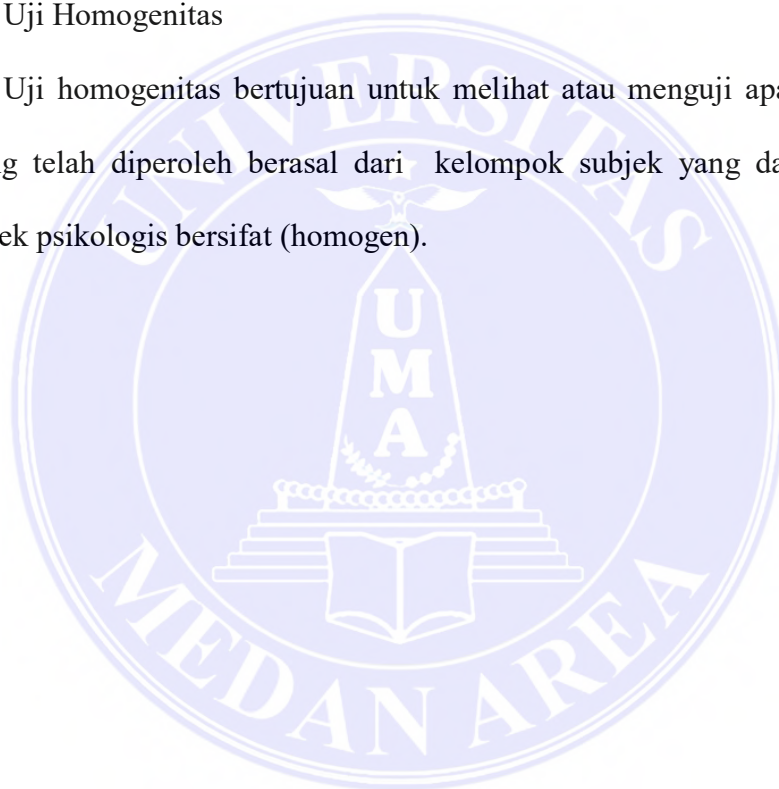 Uji Homogenitas
Uji homogenitas bertujuan untuk melihat atau menguji apa
g telah diperoleh berasal dari kelompok subjek yang da
ek psikologis bersifat (homogen).
UNIVERSITAS
U
M
A
MEDAN AREA